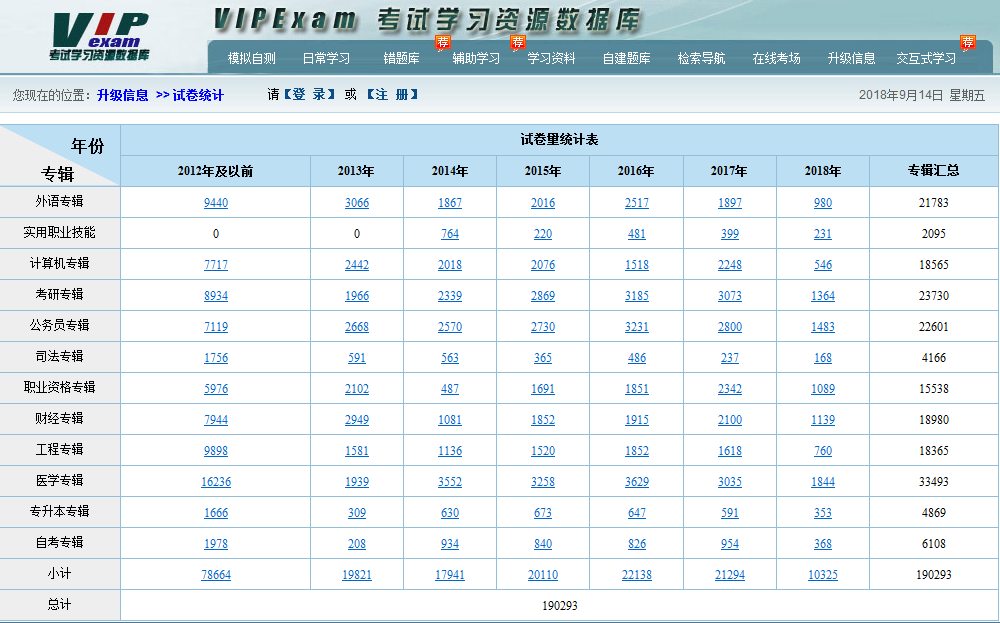 VIP exam 考试学习资源数据库
VIPExam 考试学习资源数据库
荐 荐 荐
模拟自测 日常学习 错题库 辅助学习 学习资料 自建题库 检索导航 在线考场 升级信息 交互式学习
您现在的位置：升级信息 >> 试卷统计 请【登 录】 或 【注 册】 2018年9月14日 星期五
年份 专辑 试卷量统计表
2012年及以前 2013年 2014年 2015年 2016年 2017年 2018年 专辑汇总
外语专辑 9440 3066 1867 2016 2517 1897 980 21783
实用职业技能 0 0 764 220 481 399 231 2095
计算机专辑 7717 2442 2018 2076 1518 2248 546 18565
考研专辑 8934 1966 2339 2869 3185 3073 1364 23730
公务员专辑 7119 2668 2570 2730 3231 2800 1483 22601
司法专辑 1756 591 563 365 486 237 168 4166
职业资格专辑 5976 2102 487 1691 1851 2342 1089 15538
财经专辑 7944 2949 1081 1852 1915 2100 1139 18980
工程专辑 9898 1581 1136 1520 1852 1618 760 18365
医学专辑 16236 1939 3552 3258 3629 3035 1844 33493
专升本专辑 1666 309 630 673 647 591 353 4869
自考专辑 1978 208 934 840 826 954 368 6108
小计 78664 19821 17941 20110 22138 21294 10325 190293
总计 190293